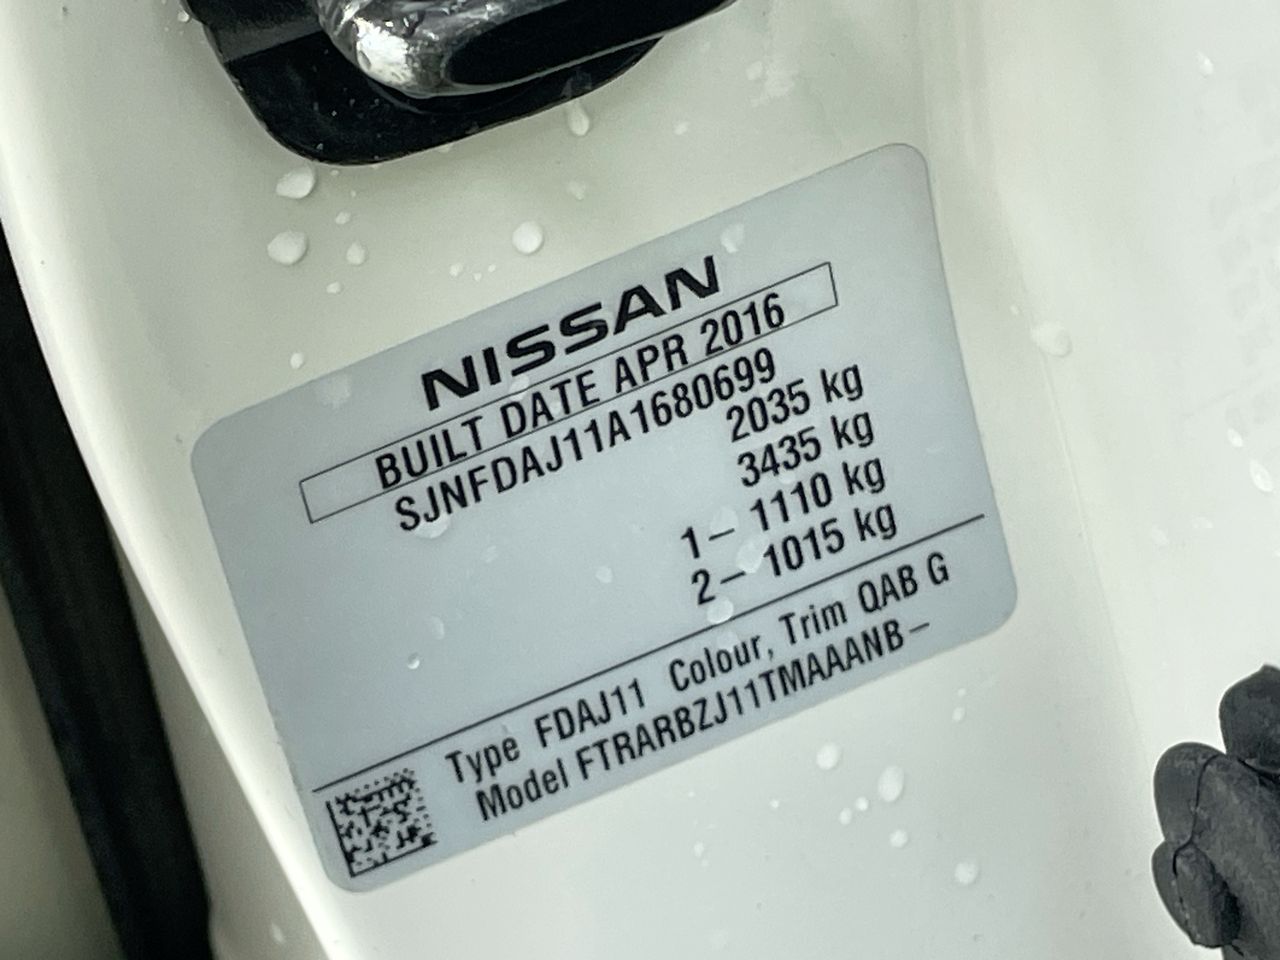 NISSAN
BUILT DATE APR 2016
SJNFDAJ11A1680699
2035 kg
3435 kg
1– 1110 kg
2– 1015 kg
Type FDAJ11 Colour, Trim QAB G
Model FTRARBZJ11TMAAANB–